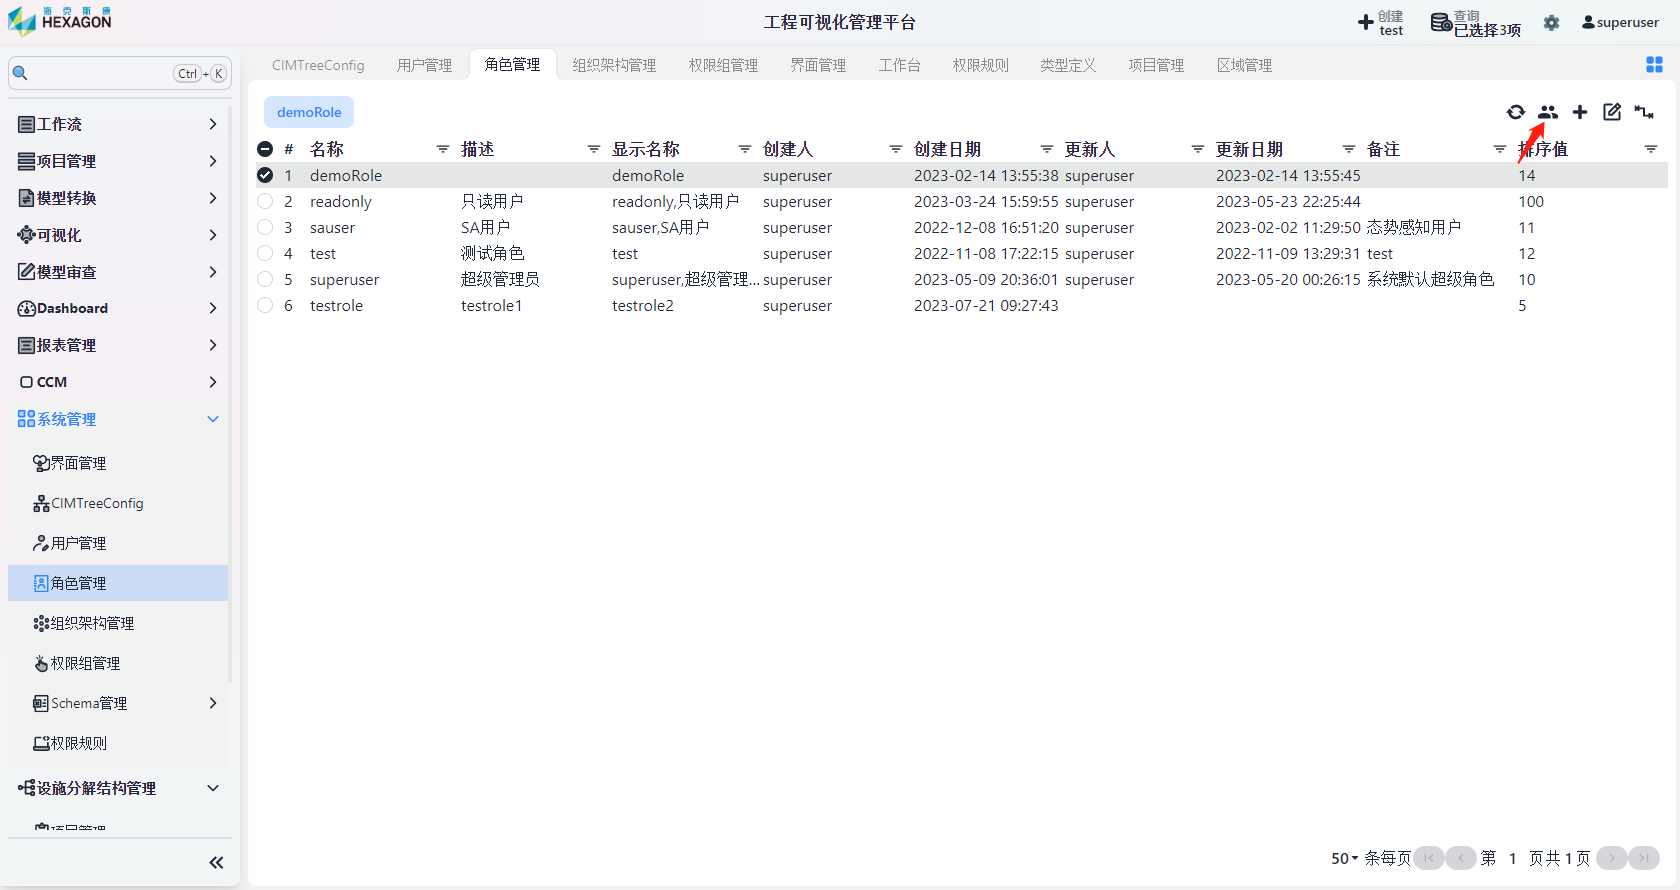 海克斯康
HEXAGON
工程可视化管理平台
创建
test
查询
已选择3项
superuser
Ctrl + K
工作流
项目管理
模型转换
可视化
模型审查
Dashboard
报表管理
CCM
系统管理
界面管理
CIMTreeConfig
用户管理
角色管理
组织架构管理
权限组管理
Schema管理
权限规则
设施分解结构管理
项目管理
CIMTreeConfig 用户管理 角色管理 组织架构管理 权限组管理 界面管理 工作台 权限规则 类型定义 项目管理 区域管理
demoRole
# 名称 描述 显示名称 创建人 创建日期 更新人 更新日期 备注 排序值
1 demoRole demoRole superuser 2023-02-14 13:55:38 superuser 2023-02-14 13:55:45 14
2 readonly 只读用户 readonly,只读用户 superuser 2023-03-24 15:59:55 superuser 2023-05-23 22:25:44 100
3 sauser SA用户 sauser,SA用户 superuser 2022-12-08 16:51:20 superuser 2023-02-02 11:29:50 态势感知用户 11
4 test 测试角色 test superuser 2022-11-08 17:22:15 superuser 2022-11-09 13:29:31 test 12
5 superuser 超级管理员 superuser,超级管理... superuser 2023-05-09 20:36:01 superuser 2023-05-20 00:26:15 系统默认超级角色 10
6 testrole testrole1 testrole2 superuser 2023-07-21 09:27:43 5
50 条每页 第 1 页共1页